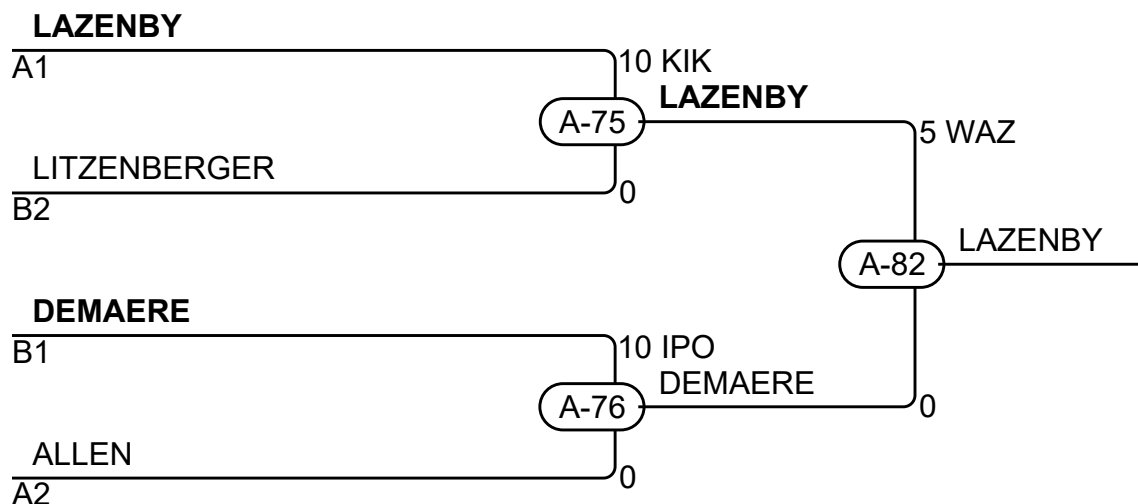 LAZENBY
A1
10 KIK
LAZENBY
A-75
5 WAZ
LITZENBERGER
B2
0
LAZENBY
A-82
DEMAERE
B1
10 IPO
DEMAERE
A-76
0
ALLEN
A2
0